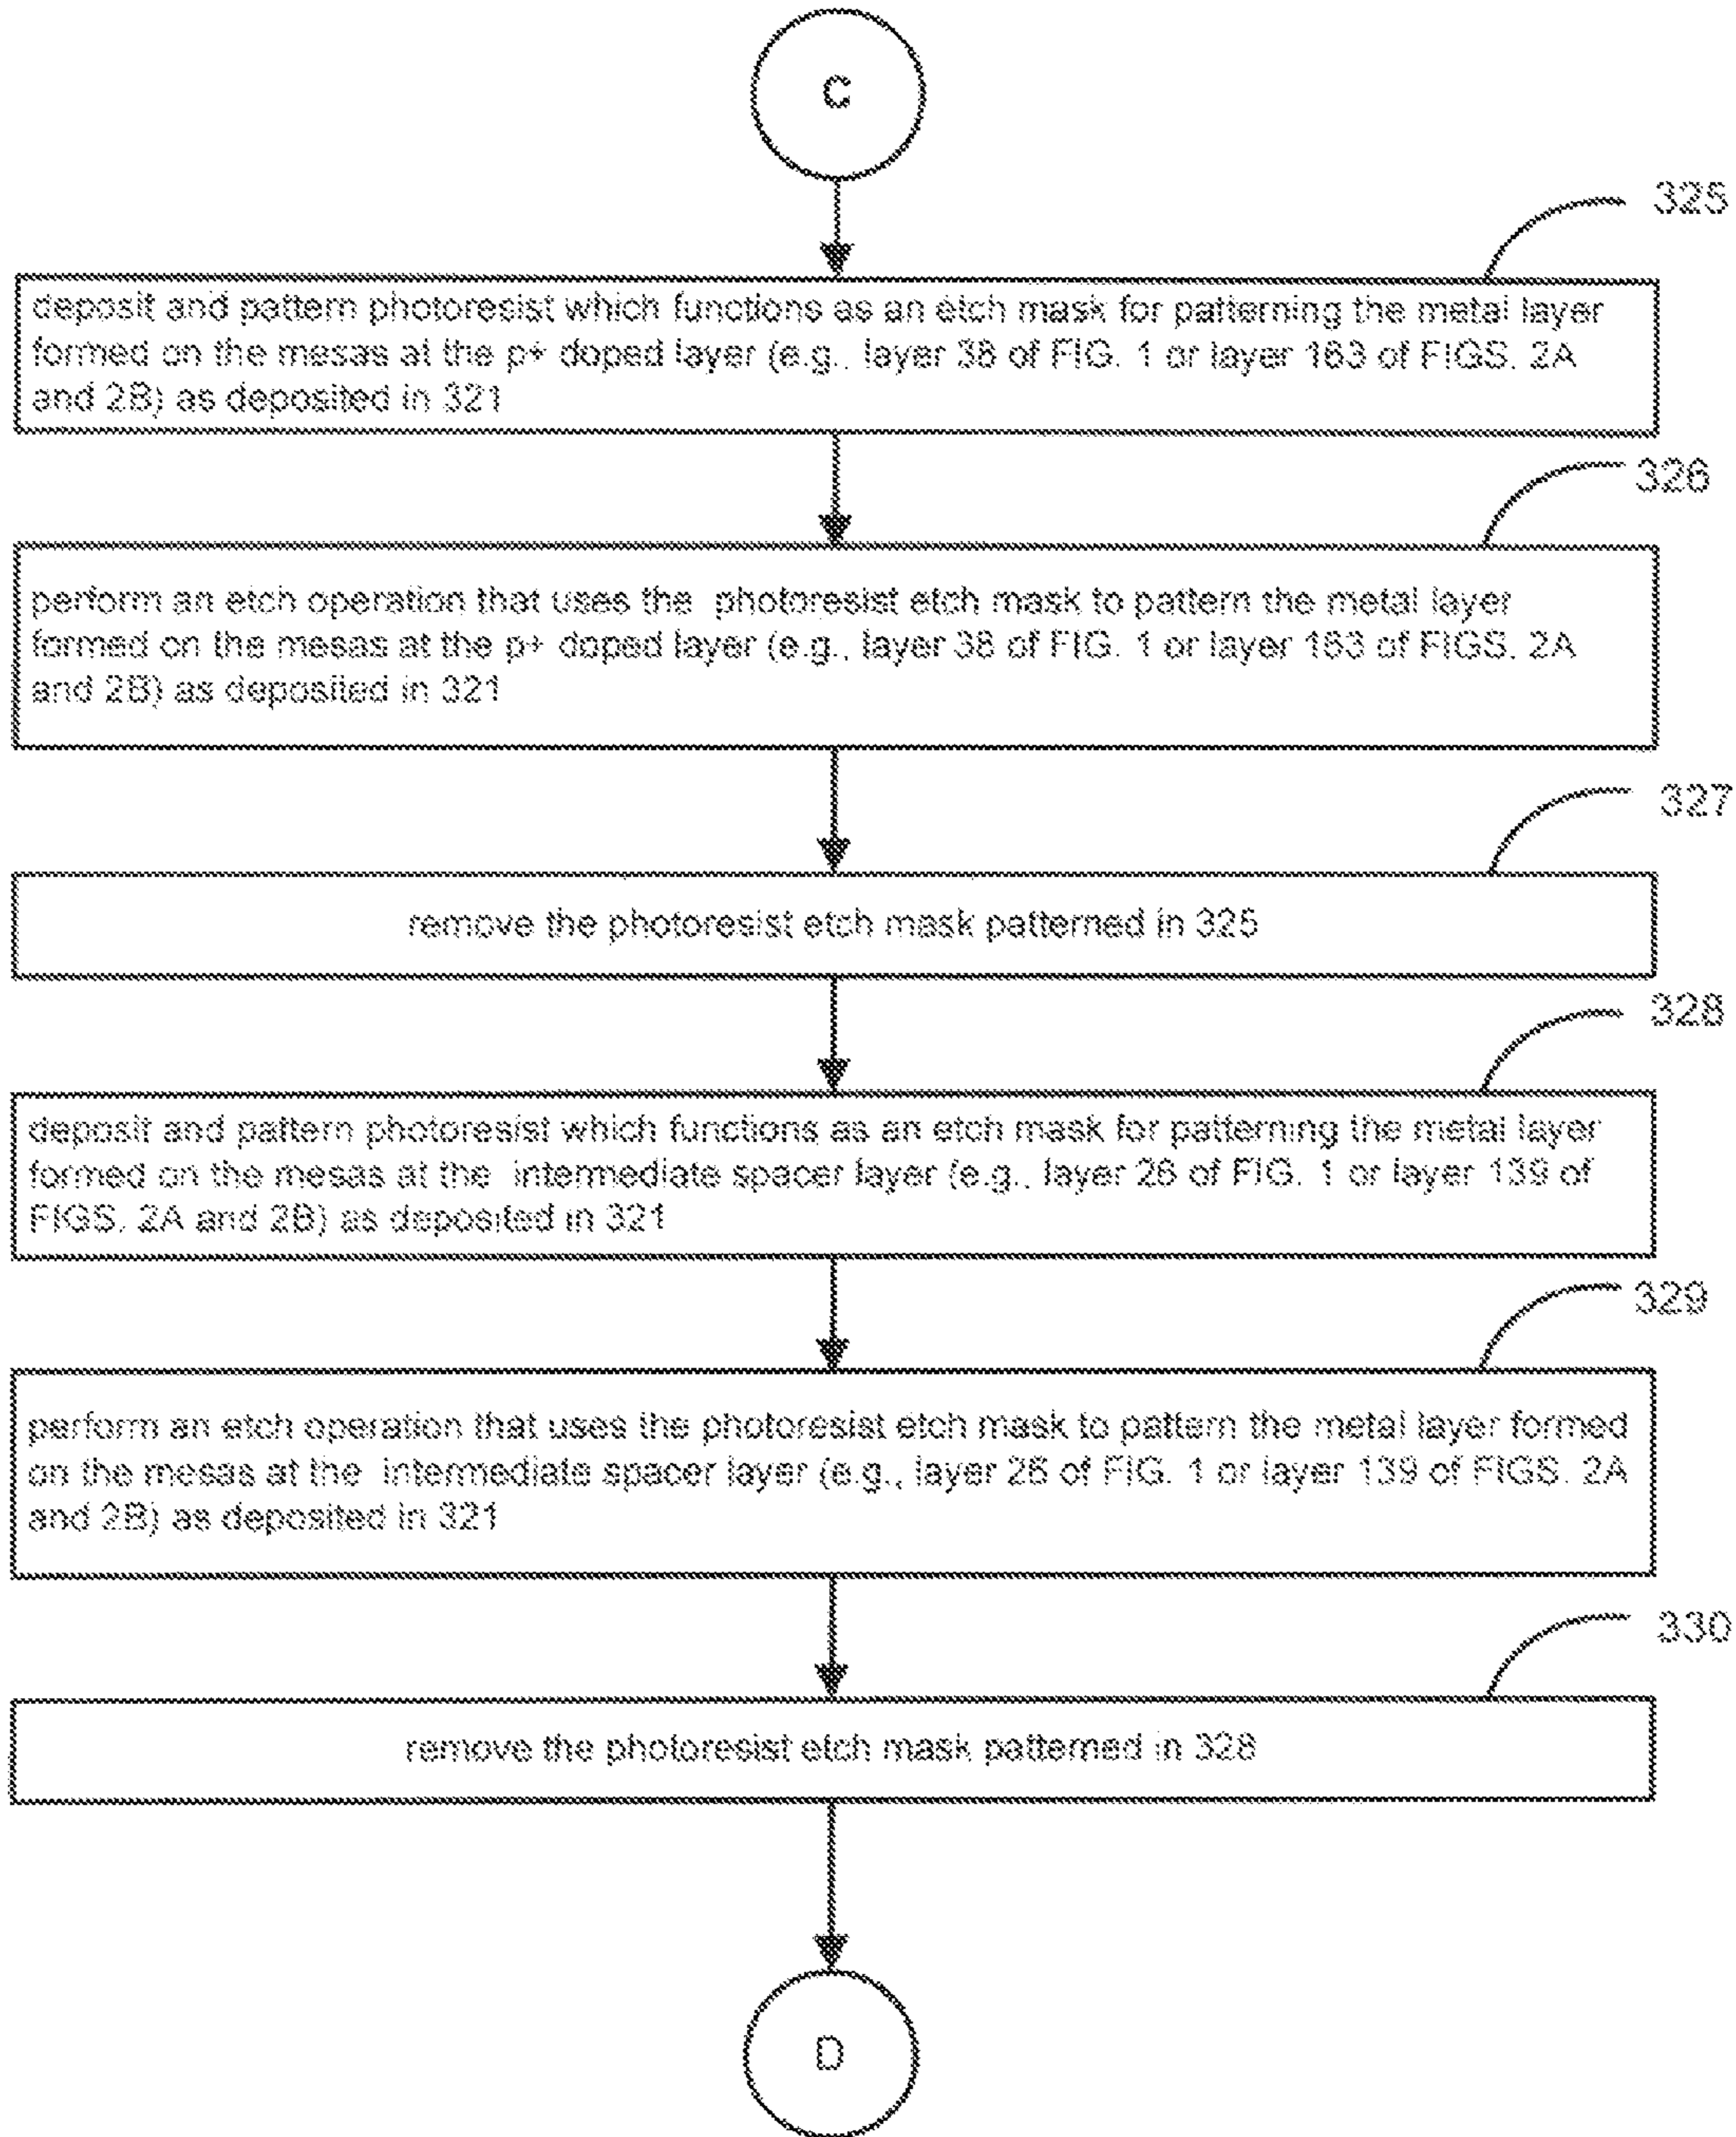 C
325
deposit and pattern photoresist which functions as an etch mask for patterning the metal layer
formed on the mesas at the p+ doped layer (e.g., layer 38 of FIG. 1 or layer 163 of FIGS. 2A
and 2B) as deposited in 321
326
perform an etch operation that uses the photoresist etch mask to pattern the metal layer
formed on the mesas at the p+ doped layer (e.g., layer 38 of FIG. 1 or layer 163 of FIGS. 2A
and 2B) as deposited in 321
327
remove the photoresist etch mask patterned in 325
328
deposit and pattern photoresist which functions as an etch mask for patterning the metal layer
formed on the mesas at the intermediate spacer layer (e.g., layer 26 of FIG. 1 or layer 139 of
FIGS. 2A and 2B) as deposited in 321
329
perform an etch operation that uses the photoresist etch mask to pattern the metal layer formed
on the mesas at the intermediate spacer layer (e.g., layer 26 of FIG. 1 or layer 139 of FIGS. 2A
and 2B) as deposited in 321
330
remove the photoresist etch mask patterned in 328
D